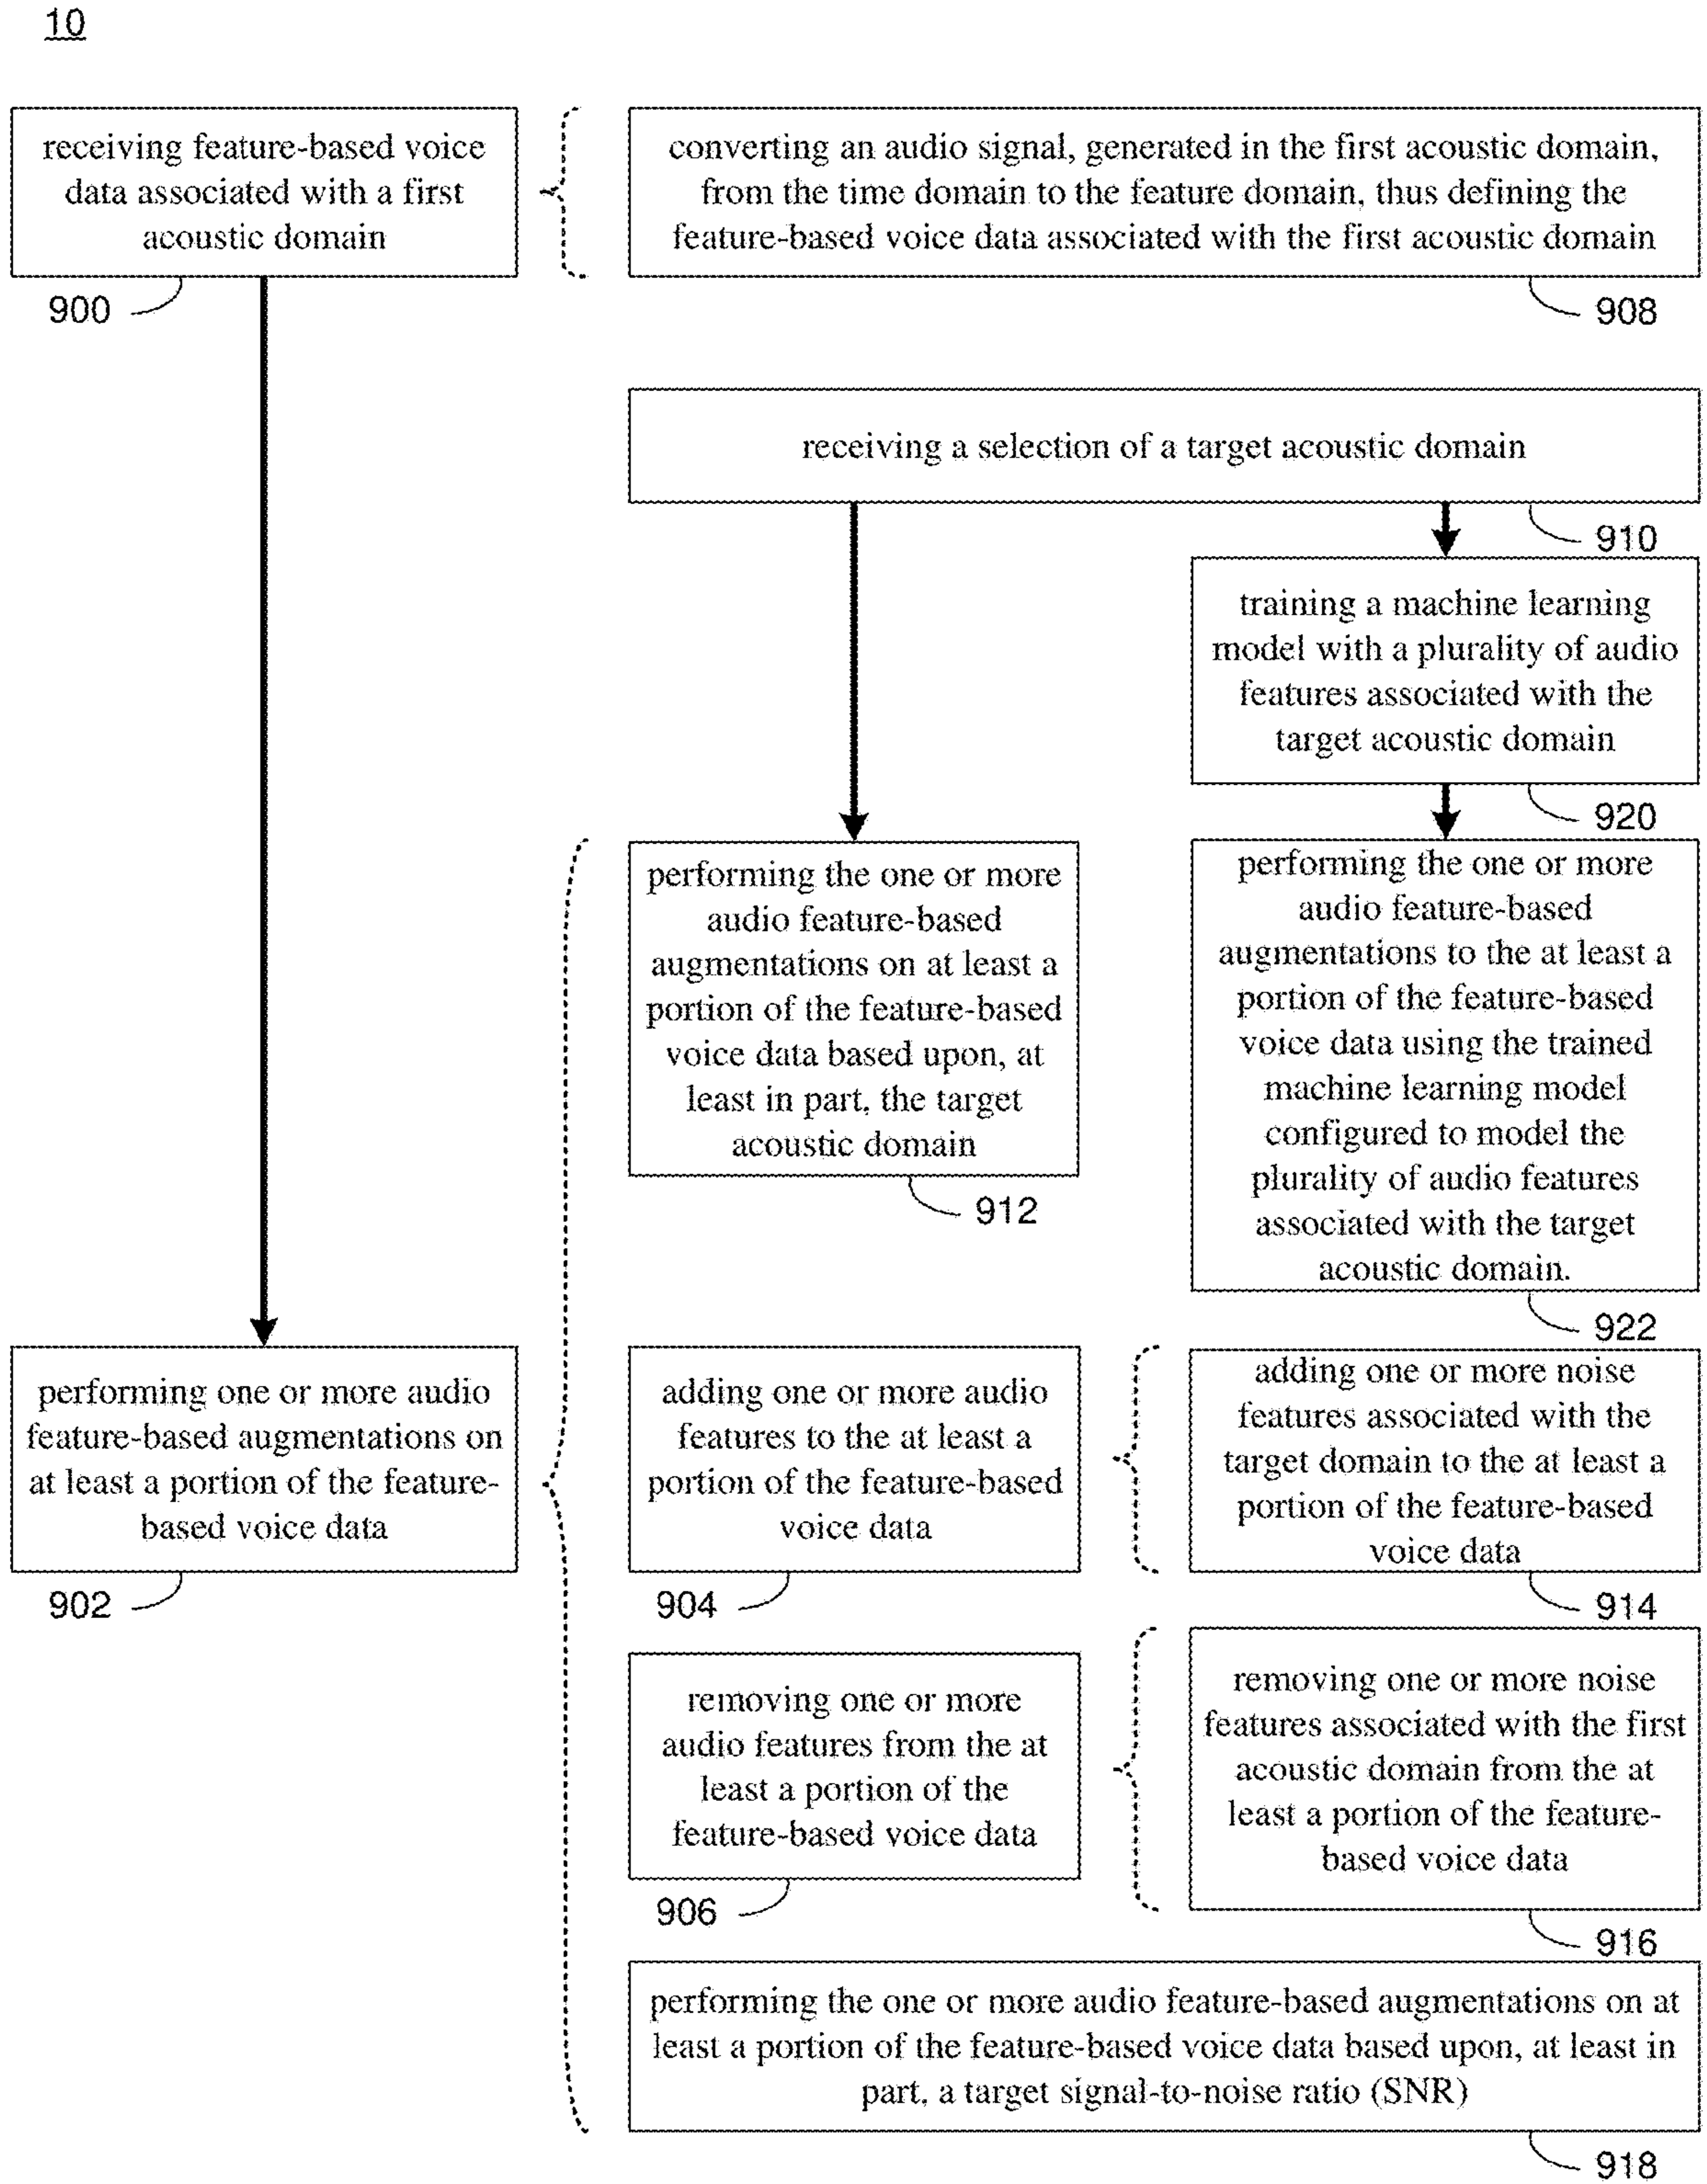 10
receiving feature-based voice
data associated with a first
acoustic domain
900
converting an audio signal, generated in the first acoustic domain,
from the time domain to the feature domain, thus defining the
feature-based voice data associated with the first acoustic domain
908
receiving a selection of a target acoustic domain
910
training a machine learning
model with a plurality of audio
features associated with the
target acoustic domain
920
performing the one or more
audio feature-based
augmentations on at least a
portion of the feature-based
voice data based upon, at
least in part, the target
acoustic domain
912
performing the one or more
audio feature-based
augmentations to the at least a
portion of the feature-based
voice data using the trained
machine learning model
configured to model the
plurality of audio features
associated with the target
acoustic domain.
922
performing one or more audio
feature-based augmentations on
at least a portion of the feature-
based voice data
902
adding one or more audio
features to the at least a
portion of the feature-based
voice data
904
adding one or more noise
features associated with the
target domain to the at least a
portion of the feature-based
voice data
914
removing one or more
audio features from the at
least a portion of the
feature-based voice data
906
removing one or more noise
features associated with the first
acoustic domain from the at
least a portion of the feature-
based voice data
916
performing the one or more audio feature-based augmentations on at
least a portion of the feature-based voice data based upon, at least in
part, a target signal-to-noise ratio (SNR)
918